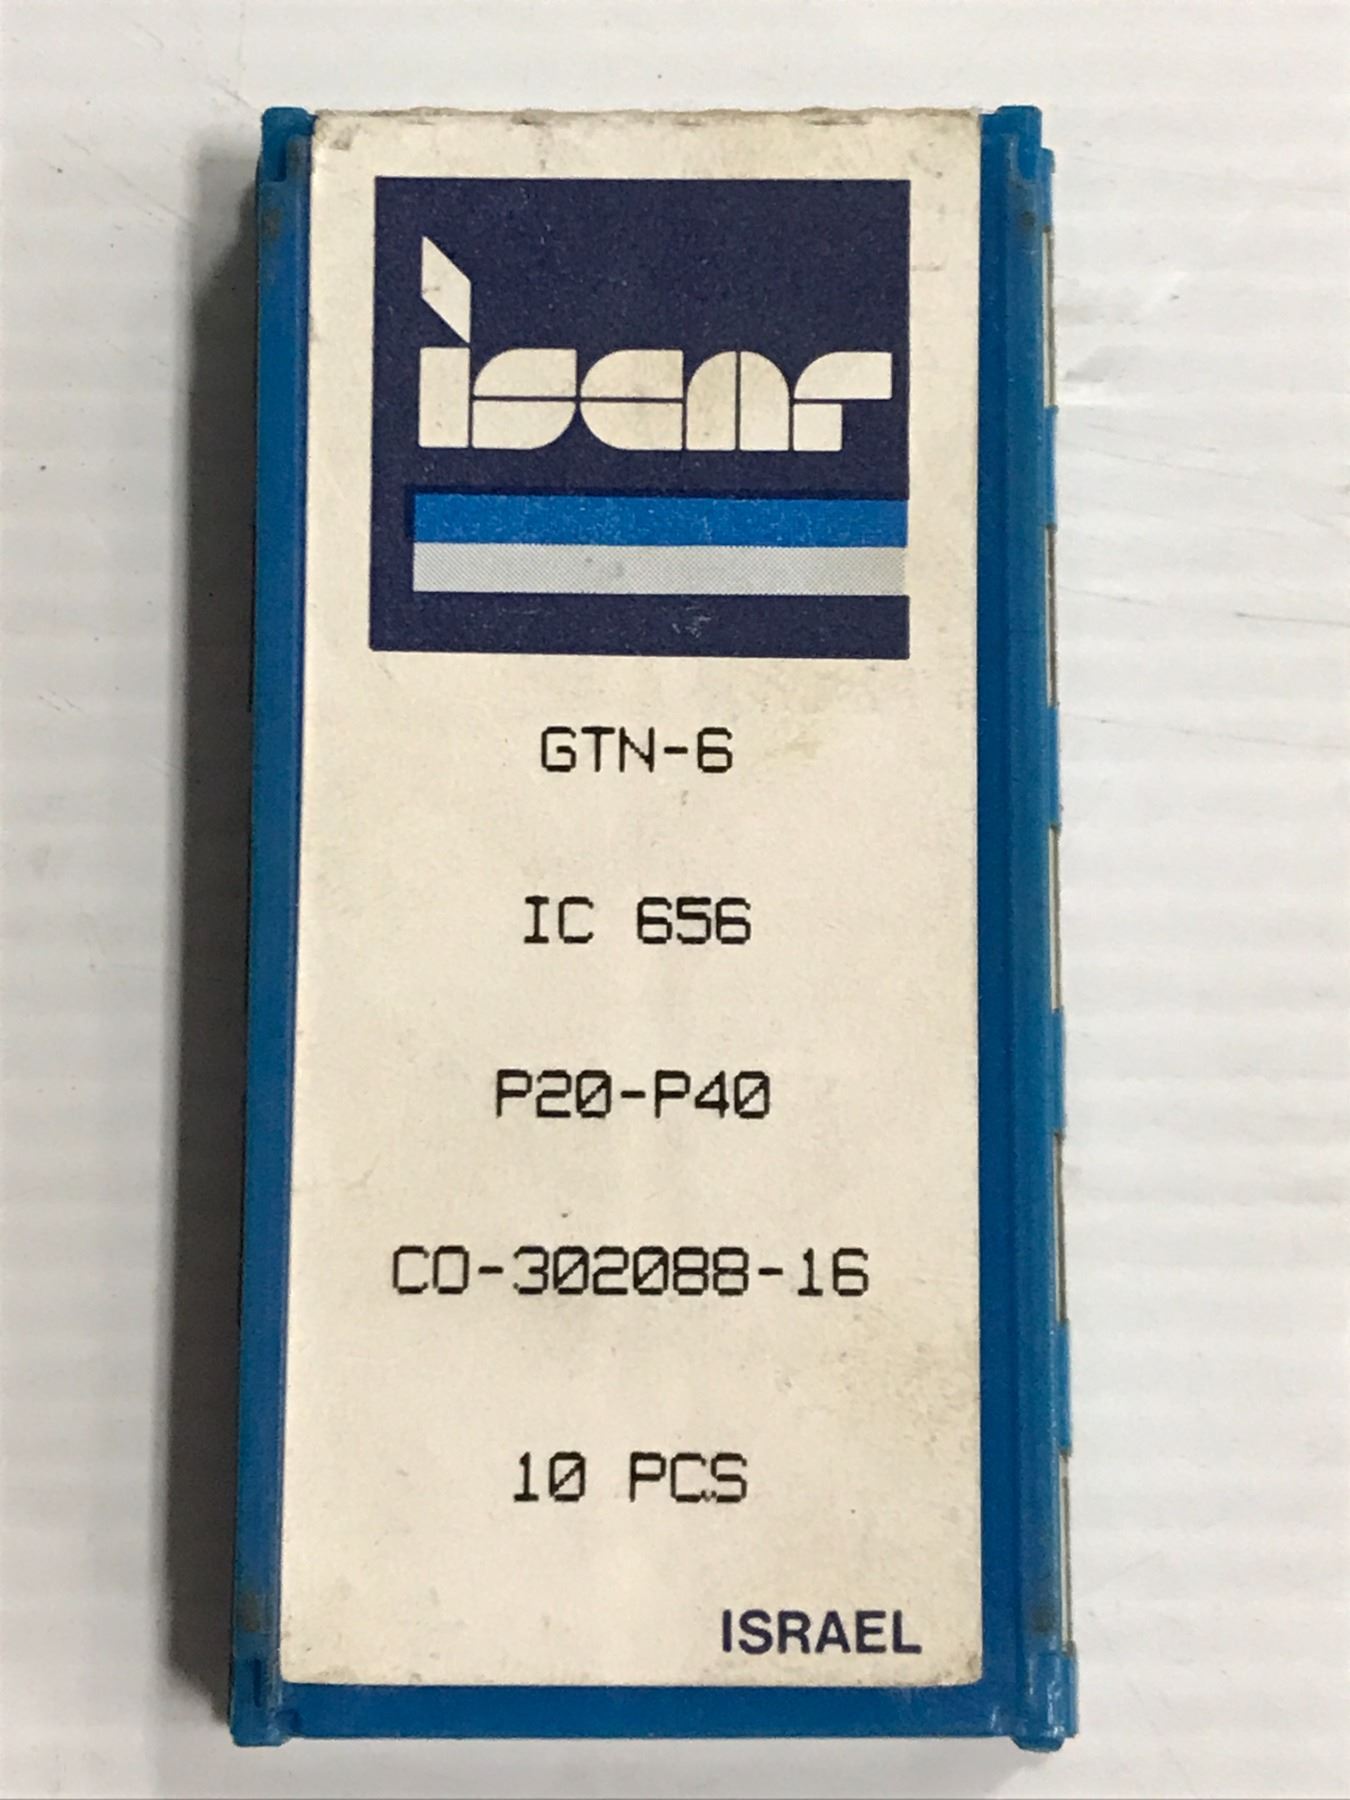 iscar
GTN-6
IC 656
P20-P40
CO-302088-16
10 PCS
ISRAEL